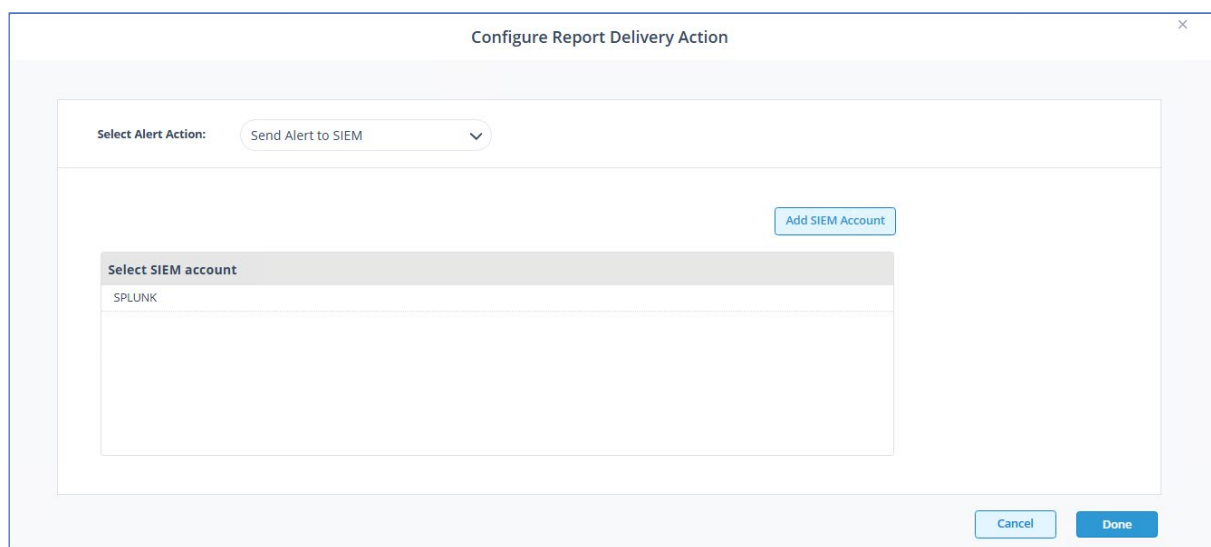 Configure Report Delivery Action
Select Alert Action: Send Alert to SIEM
Add SIEM Account
Select SIEM account
SPLUNK
Cancel Done